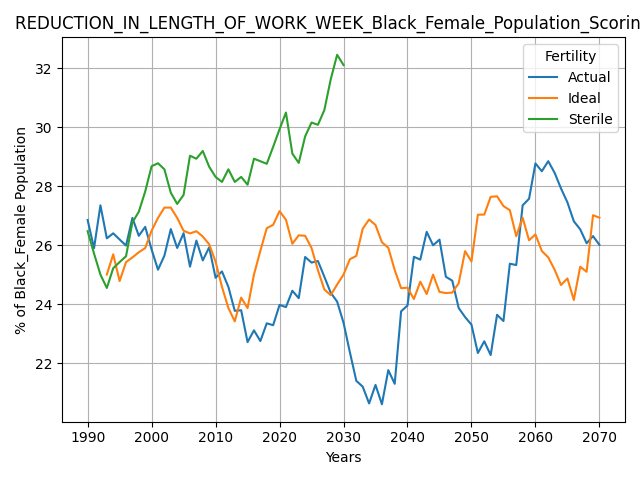 REDUCTION_IN_LENGTH_OF_WORK_WEEK_Black_Female_Population_Scorin
Fertility
Actual
Ideal
Sterile
% of Black_Female Population
32
30
28
26
24
22
1990 2000 2010 2020 2030 2040 2050 2060 2070
Years